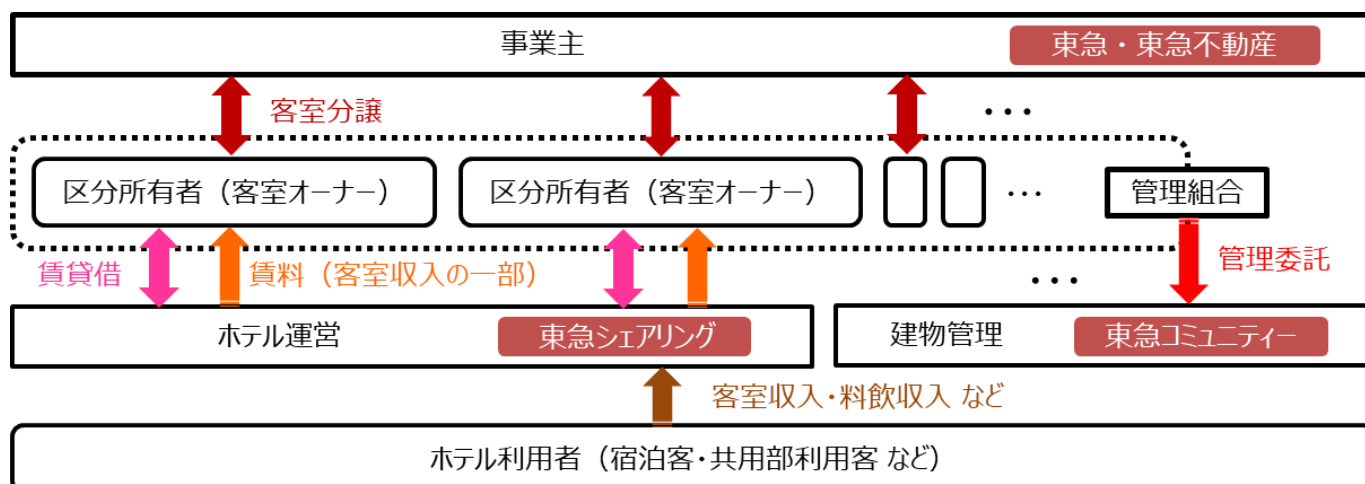 事業主
東急・東急不動産
客室分譲
・・・
区分所有者（客室オーナー）
区分所有者（客室オーナー）
・・・
管理組合
賃貸借
賃料（客室収入の一部）
・・・
管理委託
ホテル運営
東急シェアリング
建物管理
東急コミュニティー
客室収入・料飲収入 など
ホテル利用者（宿泊客・共用部利用客 など）